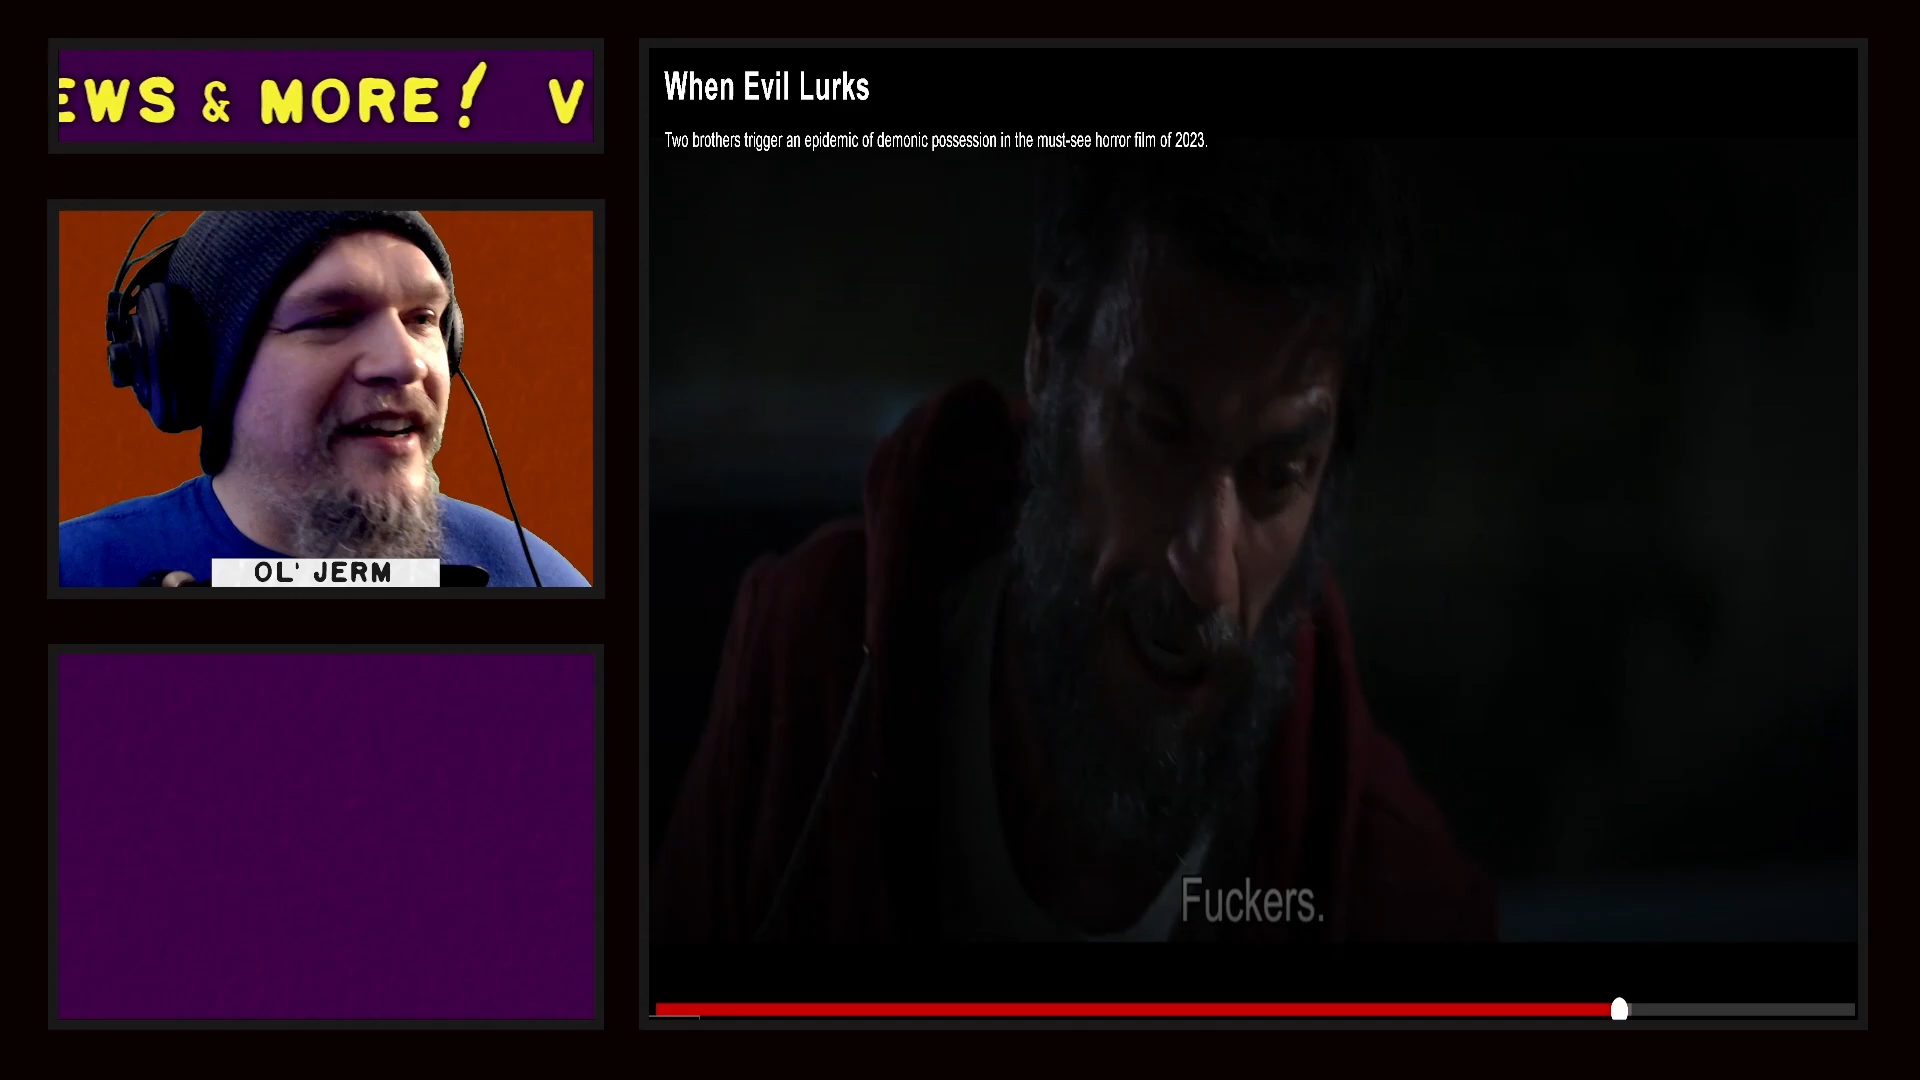 EWS & MORE! V
When Evil Lurks
Two brothers trigger an epidemic of demonic possession in the must-see horror film of 2023.
OL' JERM
Fuckers.